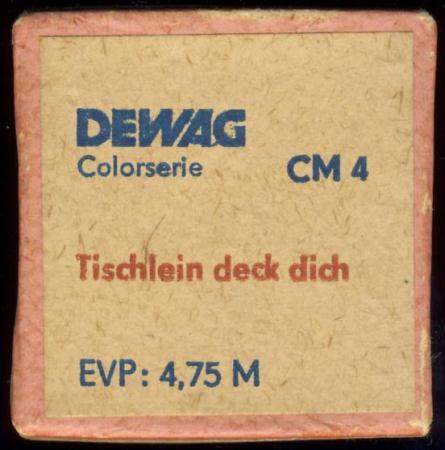 DEWAG
Colorserie CM 4
Tischlein deck dich
EVP: 4,75 M